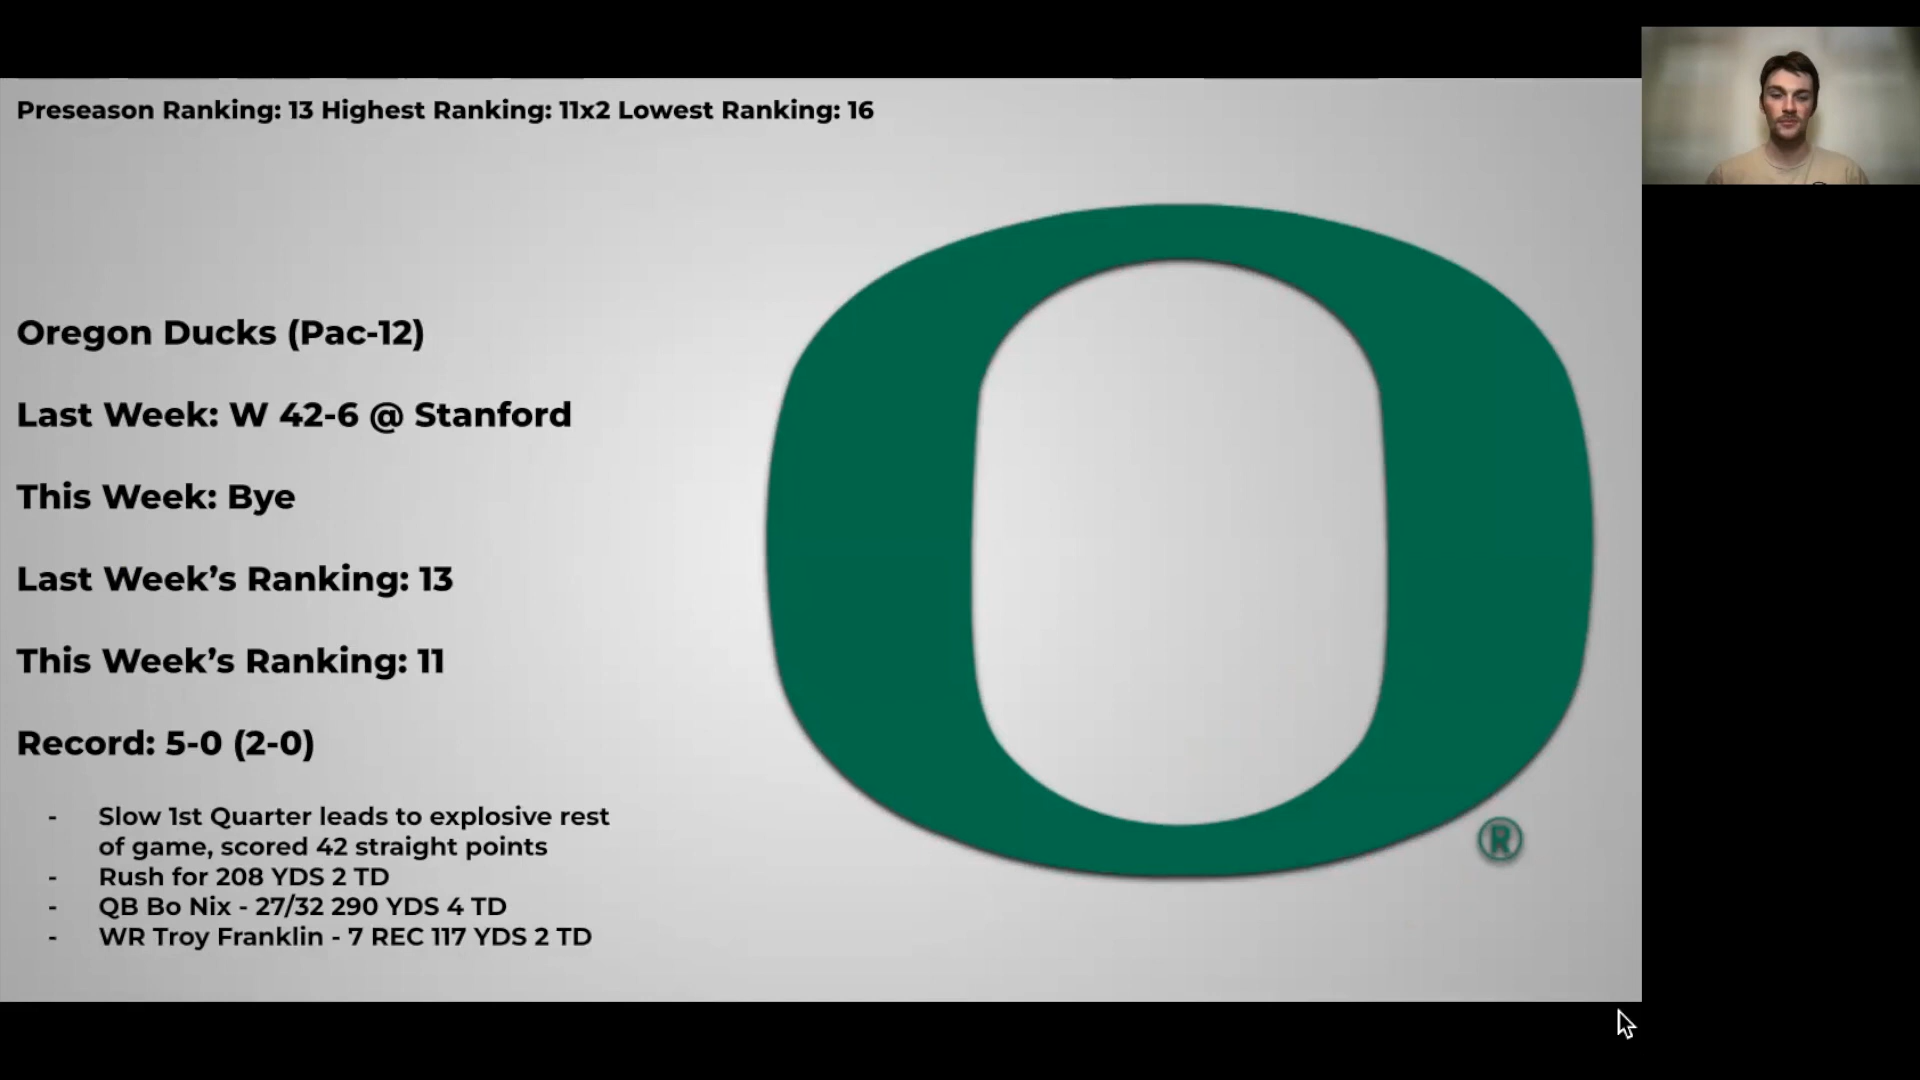 Preseason Ranking: 13 Highest Ranking: 11x2 Lowest Ranking: 16
Oregon Ducks (Pac-12)
Last Week: W 42-6 @ Stanford
This Week: Bye
Last Week’s Ranking: 13
This Week’s Ranking: 11
Record: 5-0 (2-0)
- Slow 1st Quarter leads to explosive rest
of game, scored 42 straight points
- Rush for 208 YDS 2 TD
- QB Bo Nix - 27/32 290 YDS 4 TD
- WR Troy Franklin - 7 REC 117 YDS 2 TD
O
®